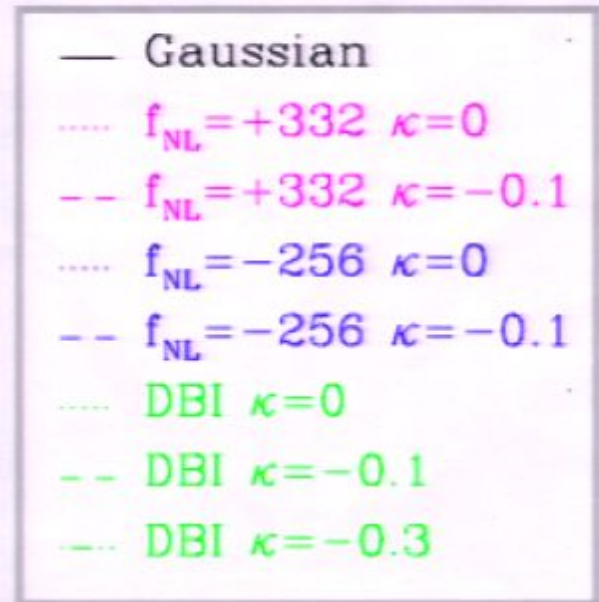 Gaussian
f_NL=+332 κ=0
f_NL=+332 κ=−0.1
f_NL=−256 κ=0
f_NL=−256 κ=−0.1
DBI κ=0
DBI κ=−0.1
DBI κ=−0.3